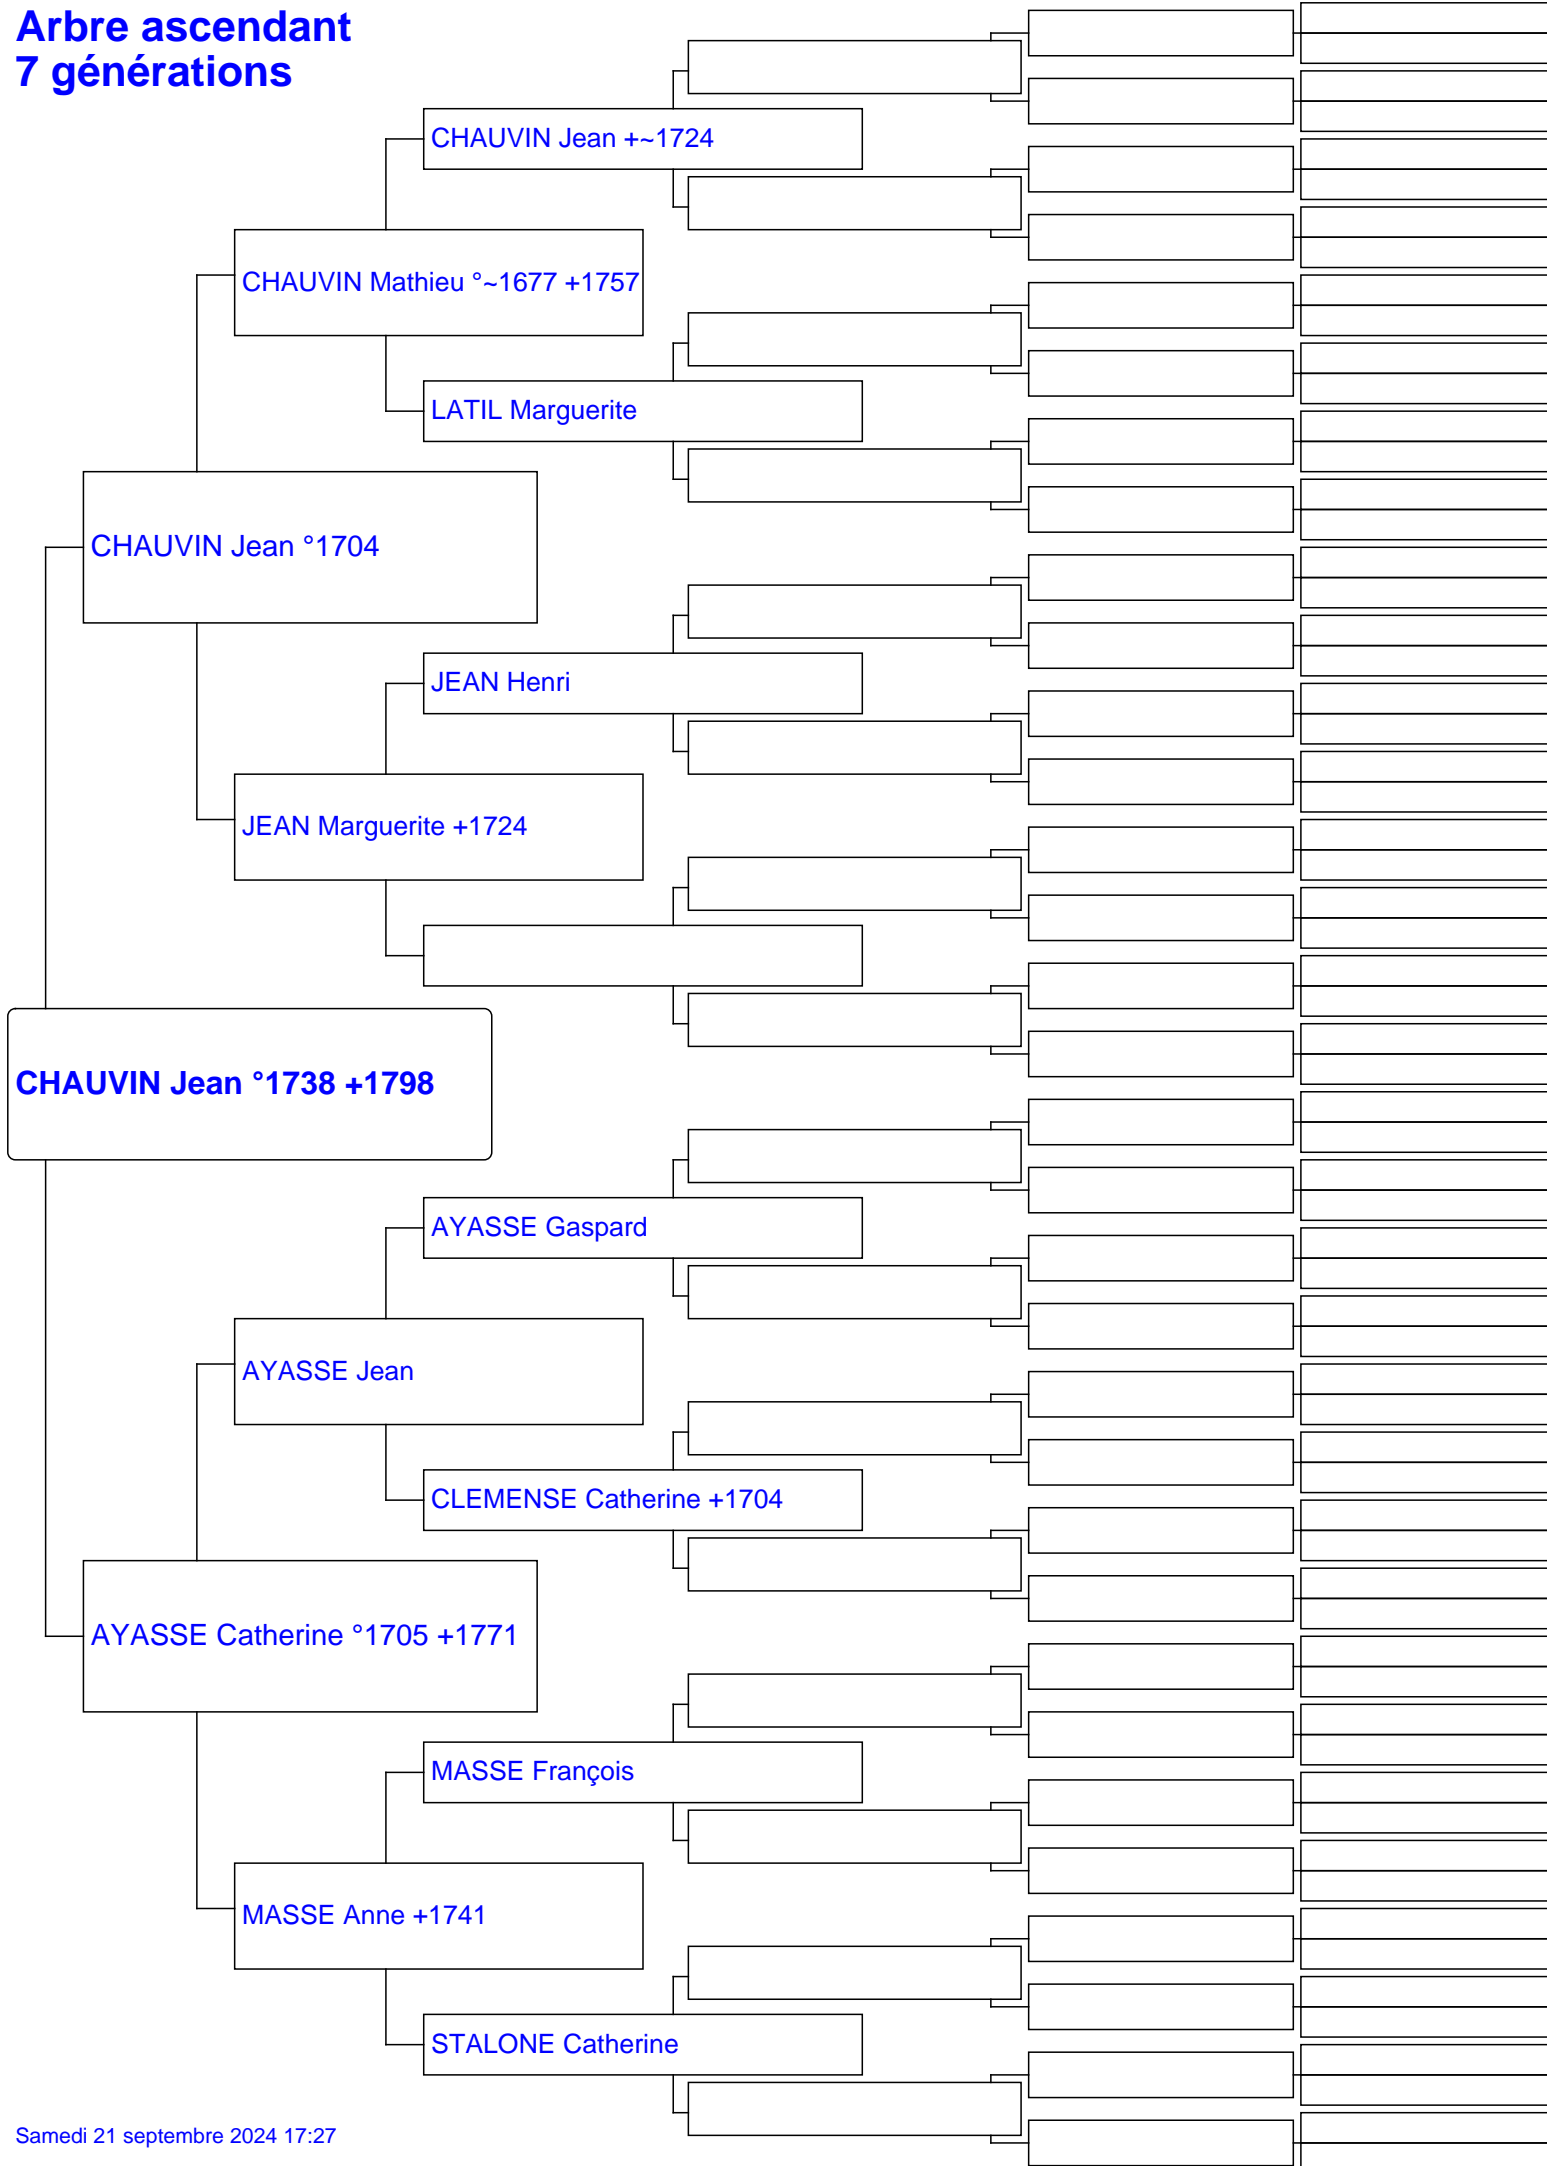 Arbre ascendant
7 générations
CHAUVIN Jean +~1724
CHAUVIN Mathieu °~1677 +1757
LATIL Marguerite
CHAUVIN Jean °1704
JEAN Henri
JEAN Marguerite +1724
CHAUVIN Jean °1738 +1798
AYASSE Gaspard
AYASSE Jean
CLEMENSE Catherine +1704
AYASSE Catherine °1705 +1771
MASSE François
MASSE Anne +1741
STALONE Catherine
Samedi 21 septembre 2024 17:27